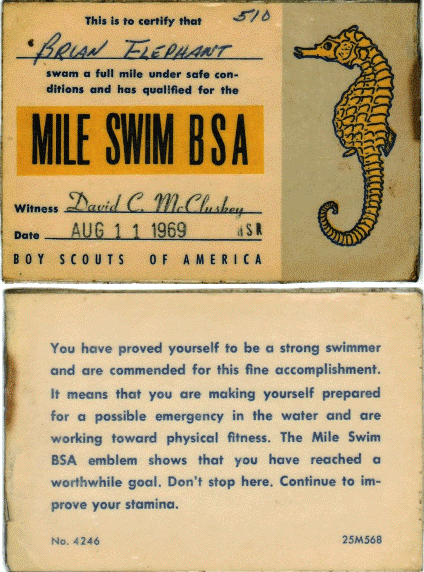 This is to certify that
510
Brian Elephant
swam a full mile under safe con-
ditions and has qualified for the
MILE SWIM BSA
Witness David C. McCluskey
Date AUG 11 1969 HSR
BOY SCOUTS OF AMERICA
You have proved yourself to be a strong swimmer
and are commended for this fine accomplishment.
It means that you are making yourself prepared
for a possible emergency in the water and are
working toward physical fitness. The Mile Swim
BSA emblem shows that you have reached a
worthwhile goal. Don't stop here. Continue to im-
prove your stamina.
No. 4246 25M568